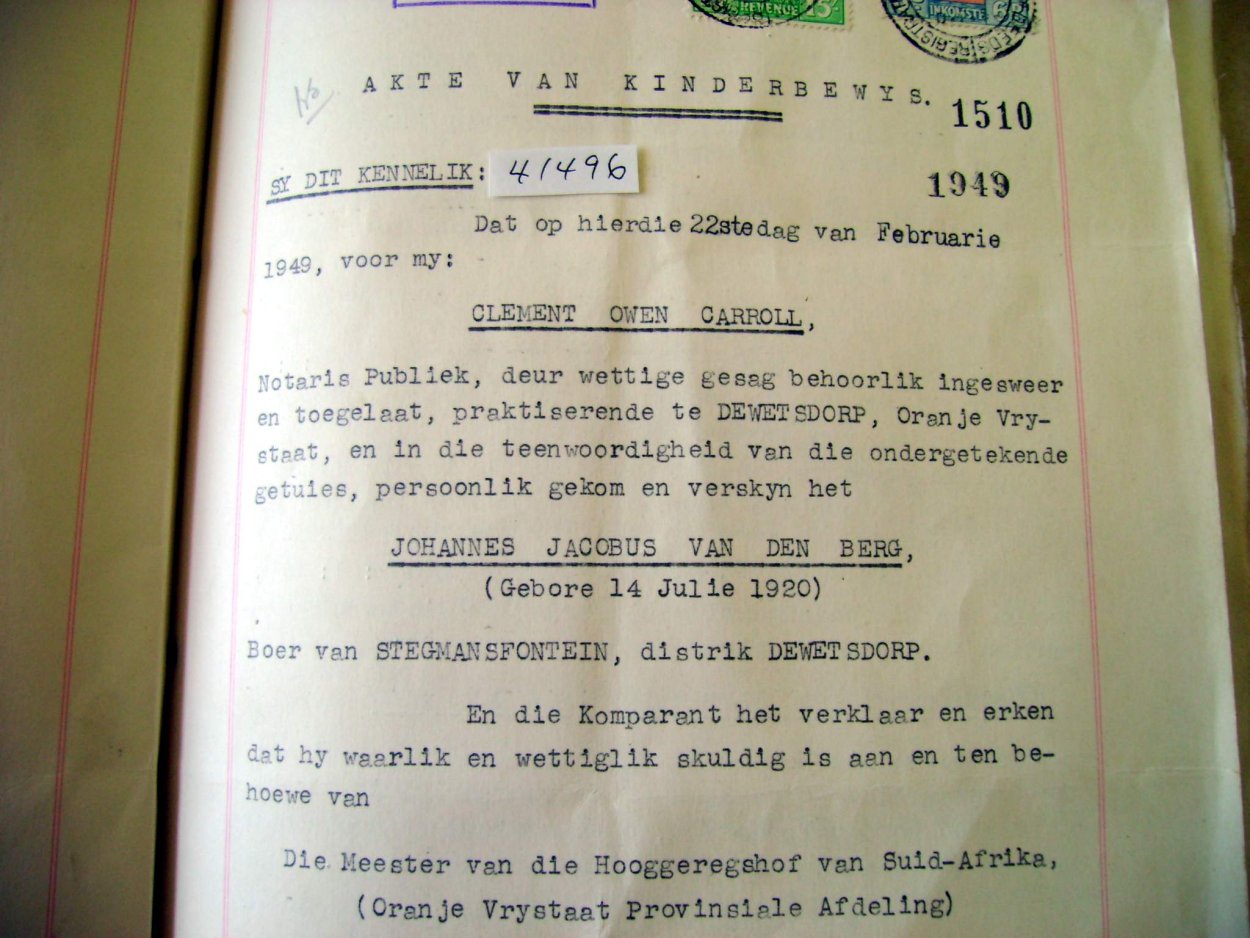 REVENUE 5/-
INKOMSTE 6
AKTE VAN KINDERBEWYS.
No
1510
SY DIT KENNELIK: 41496
1949
Dat op hierdie 22stedag van Februarie
1949, voor my:
CLEMENT OWEN CARROLL,
Notaris Publiek, deur wettige gesag behoorlik ingesweer
en toegelaat, praktiserende te DEWETSDORP, Oranje Vry-
staat, en in die teenwoordigheid van die ondergetekende
getuies, persoonlik gekom en verskyn het
JOHANNES JACOBUS VAN DEN BERG,
(Gebore 14 Julie 1920)
Boer van STEGMANSFONTEIN, distrik DEWETSDORP.
En die Komparant het verklaar en erken
dat hy waarlik en wettiglik skuldig is aan en ten be-
hoewe van
Die Meester van die Hooggeregshof van Suid-Afrika,
(Oranje Vrystaat Provinsiale Afdeling)